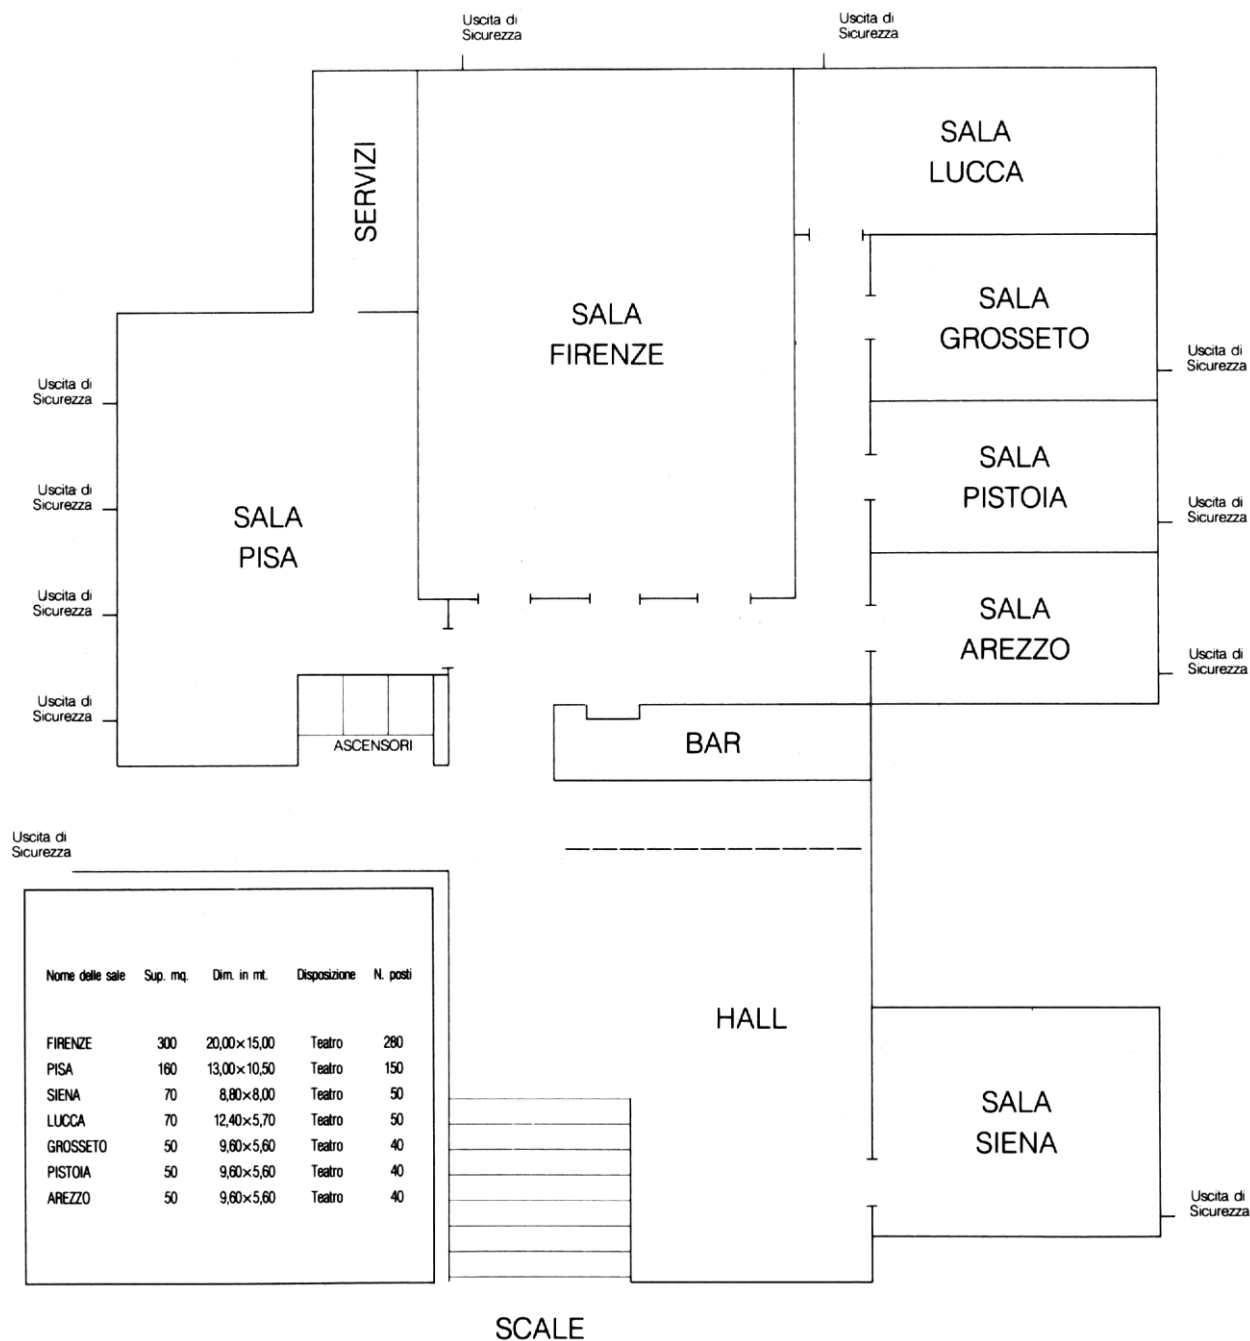 Uscita di
Sicurezza
Uscita di
Sicurezza
SERVIZI
SALA
LUCCA
SALA
FIRENZE
SALA
GROSSETO
Uscita di
Sicurezza
Uscita di
Sicurezza
SALA
PISTOIA
Uscita di
Sicurezza
Uscita di
Sicurezza
SALA
PISA
Uscita di
Sicurezza
SALA
AREZZO
Uscita di
Sicurezza
Uscita di
Sicurezza
ASCENSORI
BAR
Uscita di
Sicurezza
Nome delle sale Sup. mq. Dim. in mt. Disposizione N. posti
FIRENZE 300 20,00×15,00 Teatro 280
PISA 160 13,00×10,50 Teatro 150
SIENA 70 8,80×8,00 Teatro 50
LUCCA 70 12,40×5,70 Teatro 50
GROSSETO 50 9,60×5,60 Teatro 40
PISTOIA 50 9,60×5,60 Teatro 40
AREZZO 50 9,60×5,60 Teatro 40
HALL
SALA
SIENA
Uscita di
Sicurezza
SCALE